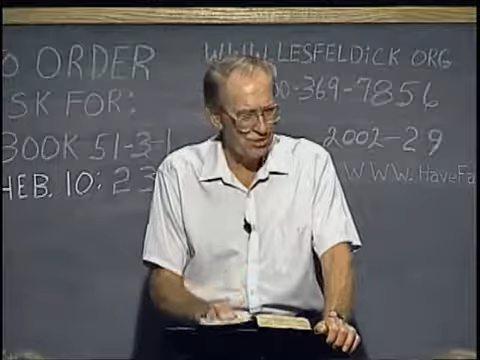 O ORDER
SK FOR:
BOOK 51-3-1
HEB. 10:23
WWW.LESFELDICK.ORG
00-369-7856
2002-29
WWW.HaveFa